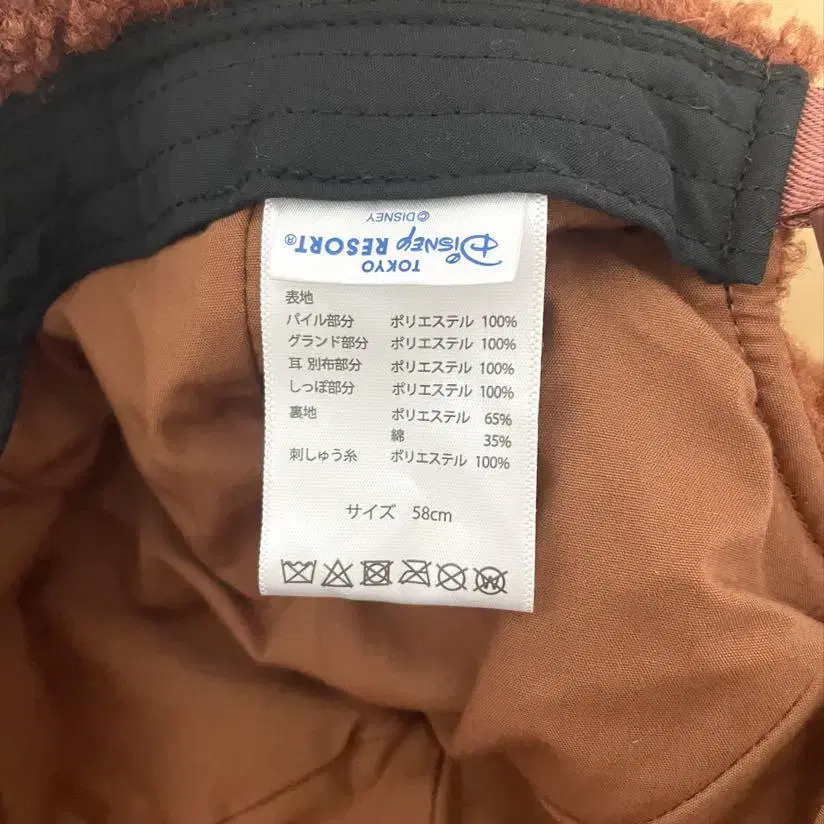 TOKYO
Disney RESORT®
© DISNEY
表地
パイル部分 ポリエステル 100%
グランド部分 ポリエステル 100%
耳 別布部分 ポリエステル 100%
しっぽ部分 ポリエステル 100%
裏地 ポリエステル 65%
綿 35%
刺しゅう糸 ポリエステル 100%
サイズ 58cm
W